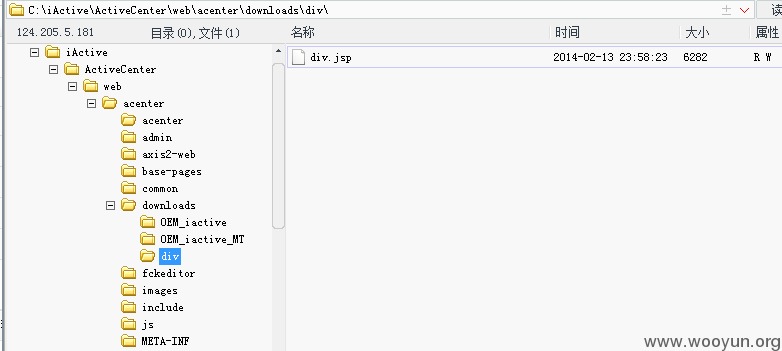 C:\iActive\ActiveCenter\web\acenter\downloads\div\
读
124.205.5.181 目录(0),文件(1) 名称 时间 大小 属性
iActive
ActiveCenter
web
acenter
acenter
admin
axis2-web
base-pages
common
downloads
OEM_iactive
OEM_iactive_MT
div
fckeditor
images
include
js
META-INF
div.jsp 2014-02-13 23:58:23 6282 R W
www.wooyun.org